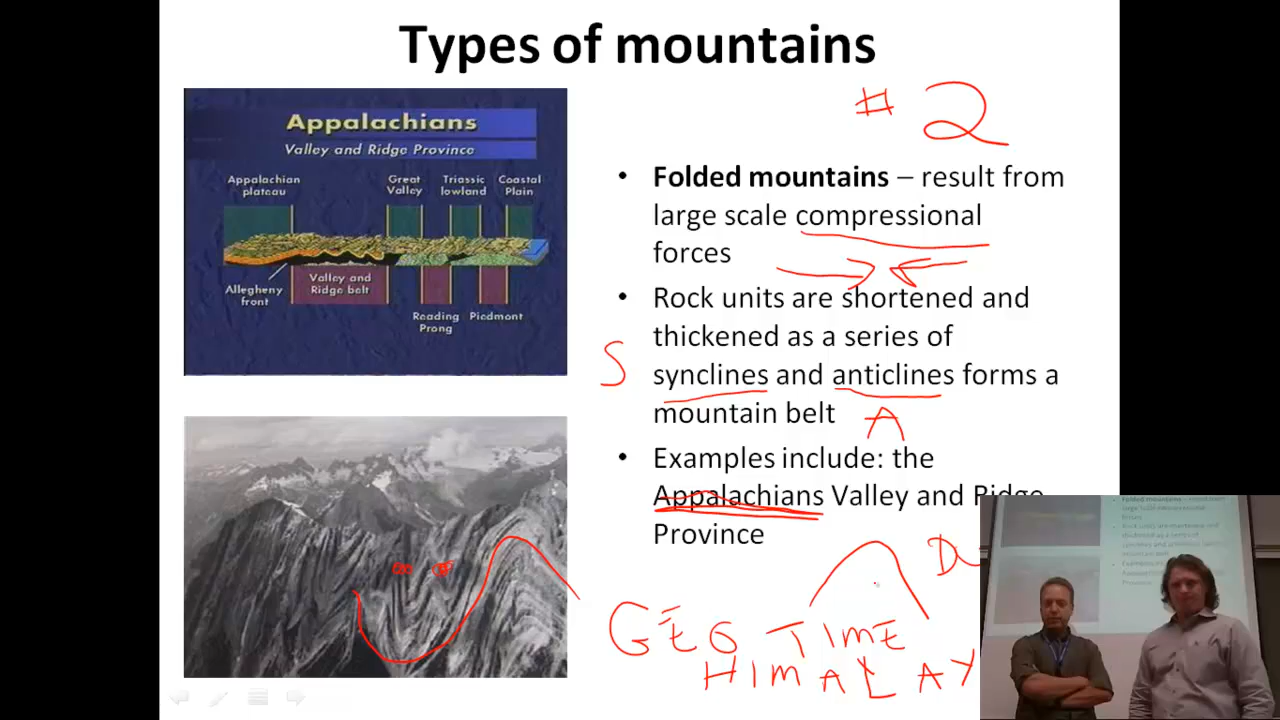 Types of mountains
# 2
Appalachians
Valley and Ridge Province
Appalachian plateau
Great Valley
Triassic lowland
Coastal Plain
Allegheny front
Valley and Ridge belt
Reading Prong
Piedmont
• Folded mountains – result from
large scale compressional
forces
• Rock units are shortened and
thickened as a series of
S
synclines and anticlines forms a
mountain belt
A
• Examples include: the
Appalachians Valley and Ridge
Province
GEO TIME
HIMALAY